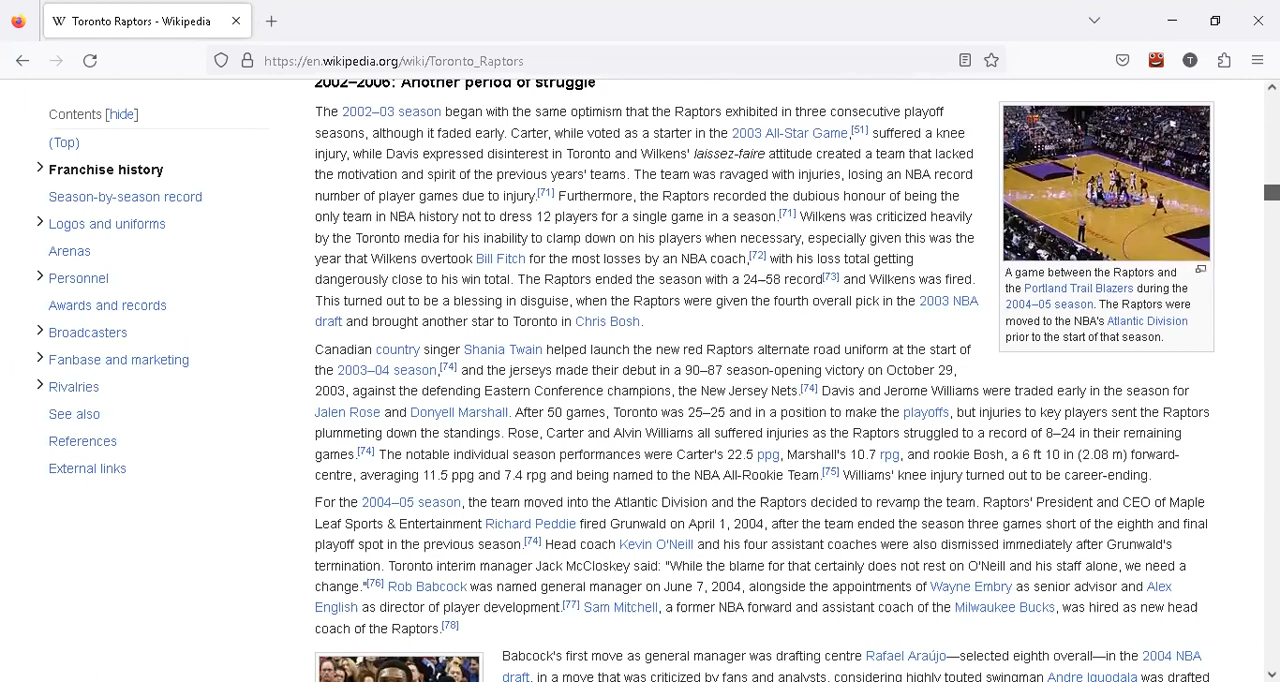 Toronto Raptors - Wikipedia
https://en.wikipedia.org/wiki/Toronto_Raptors
Contents [hide]
(Top)
Franchise history
Season-by-season record
Logos and uniforms
Arenas
Personnel
Awards and records
Broadcasters
Fanbase and marketing
Rivalries
See also
References
External links
2002–2006: Another period of struggle
The 2002–03 season began with the same optimism that the Raptors exhibited in three consecutive playoff
seasons, although it faded early. Carter, while voted as a starter in the 2003 All-Star Game,[51] suffered a knee
injury, while Davis expressed disinterest in Toronto and Wilkens' laissez-faire attitude created a team that lacked
the motivation and spirit of the previous years' teams. The team was ravaged with injuries, losing an NBA record
number of player games due to injury.[71] Furthermore, the Raptors recorded the dubious honour of being the
only team in NBA history not to dress 12 players for a single game in a season.[71] Wilkens was criticized heavily
by the Toronto media for his inability to clamp down on his players when necessary, especially given this was the
year that Wilkens overtook Bill Fitch for the most losses by an NBA coach,[72] with his loss total getting
dangerously close to his win total. The Raptors ended the season with a 24–58 record[73] and Wilkens was fired.
This turned out to be a blessing in disguise, when the Raptors were given the fourth overall pick in the 2003 NBA
draft and brought another star to Toronto in Chris Bosh.
A game between the Raptors and
the Portland Trail Blazers during the
2004–05 season. The Raptors were
moved to the NBA's Atlantic Division
prior to the start of that season.
Canadian country singer Shania Twain helped launch the new red Raptors alternate road uniform at the start of
the 2003–04 season,[74] and the jerseys made their debut in a 90–87 season-opening victory on October 29,
2003, against the defending Eastern Conference champions, the New Jersey Nets.[74] Davis and Jerome Williams were traded early in the season for
Jalen Rose and Donyell Marshall. After 50 games, Toronto was 25–25 and in a position to make the playoffs, but injuries to key players sent the Raptors
plummeting down the standings. Rose, Carter and Alvin Williams all suffered injuries as the Raptors struggled to a record of 8–24 in their remaining
games.[74] The notable individual season performances were Carter's 22.5 ppg, Marshall's 10.7 rpg, and rookie Bosh, a 6 ft 10 in (2.08 m) forward-
centre, averaging 11.5 ppg and 7.4 rpg and being named to the NBA All-Rookie Team.[75] Williams' knee injury turned out to be career-ending.
For the 2004–05 season, the team moved into the Atlantic Division and the Raptors decided to revamp the team. Raptors' President and CEO of Maple
Leaf Sports & Entertainment Richard Peddie fired Grunwald on April 1, 2004, after the team ended the season three games short of the eighth and final
playoff spot in the previous season.[74] Head coach Kevin O'Neill and his four assistant coaches were also dismissed immediately after Grunwald's
termination. Toronto interim manager Jack McCloskey said: "While the blame for that certainly does not rest on O'Neill and his staff alone, we need a
change."[76] Rob Babcock was named general manager on June 7, 2004, alongside the appointments of Wayne Embry as senior advisor and Alex
English as director of player development.[77] Sam Mitchell, a former NBA forward and assistant coach of the Milwaukee Bucks, was hired as new head
coach of the Raptors.[78]
Babcock's first move as general manager was drafting centre Rafael Araújo—selected eighth overall—in the 2004 NBA
draft, in a move that was criticized by fans and analysts, considering highly touted swingman Andre Iguodala was drafted